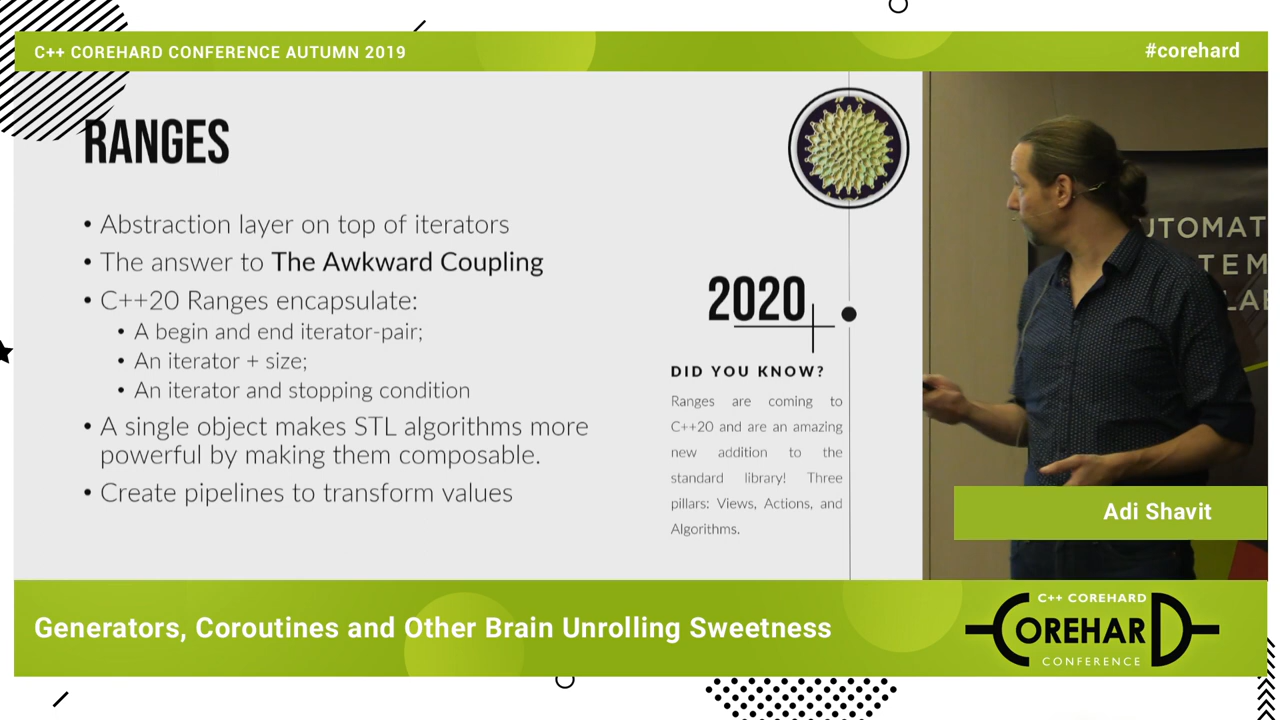 C++ COREHARD CONFERENCE AUTUMN 2019
#corehard
RANGES
• Abstraction layer on top of iterators
• The answer to The Awkward Coupling
• C++20 Ranges encapsulate:
• A begin and end iterator-pair;
• An iterator + size;
• An iterator and stopping condition
• A single object makes STL algorithms more
powerful by making them composable.
• Create pipelines to transform values
2020
DID YOU KNOW?
Ranges are coming to
C++20 and are an amazing
new addition to the
standard library! Three
pillars: Views, Actions, and
Algorithms.
UTOMAT
TEM
LAB
Adi Shavit
Generators, Coroutines and Other Brain Unrolling Sweetness
C++ COREHARD
COREHARD
CONFERENCE